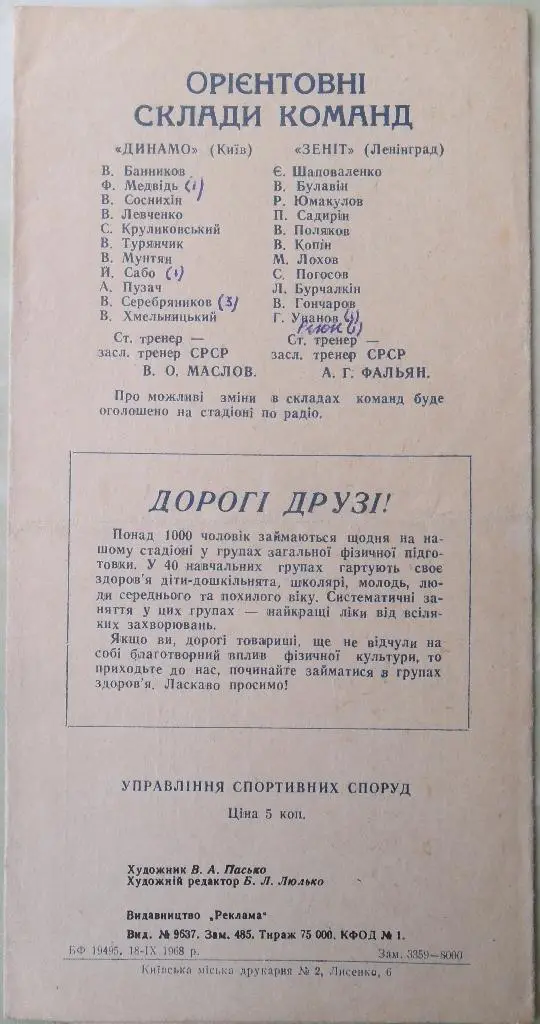 ОРІЄНТОВНІ
СКЛАДИ КОМАНД
«ДИНАМО» (Київ) «ЗЕНІТ» (Ленінград)
В. Банников Є. Шаповаленко
Ф. Медвідь (1) В. Булавін
В. Соснихін Р. Юмакулов
В. Левченко П. Садирін
С. Круликовський В. Поляков
В. Турянчик В. Копін
В. Мунтян М. Лохов
Й. Сабо (1) С. Погосов
А. Пузач Л. Бурчалкін
В. Серебряников (3) В. Гончаров
В. Хмельницький Г. Унанов (1)
Ст. тренер — Ст. тренер —
засл. тренер СРСР засл. тренер СРСР
В. О. МАСЛОВ. А. Г. ФАЛЬЯН.
Про можливі зміни в складах команд буде
оголошено на стадіоні по радіо.
ДОРОГІ ДРУЗІ!
Понад 1000 чоловік займаються щодня на на-
шому стадіоні у групах загальної фізичної підго-
товки. У 40 навчальних групах гартують своє
здоров'я діти-дошкільнята, школярі, молодь, лю-
ди середнього та похилого віку. Систематичні за-
няття у цих групах — найкращі ліки від всіля-
ких захворювань.
Якщо ви, дорогі товариші, ще не відчули на
собі благотворний вплив фізичної культури, то
приходьте до нас, починайте займатися в групах
здоров'я. Ласкаво просимо!
УПРАВЛІННЯ СПОРТИВНИХ СПОРУД
Ціна 5 коп.
Художник В. А. Пасько
Художній редактор Б. Л. Люлько
Видавництво „Реклама"
Вид. № 9637. Зам. 485. Тираж 75 000. КФОД № 1.
БФ 19495. 18-IX 1968 р. Зам. 3359—8000
Київська міська друкарня № 2, Лисенка, 6